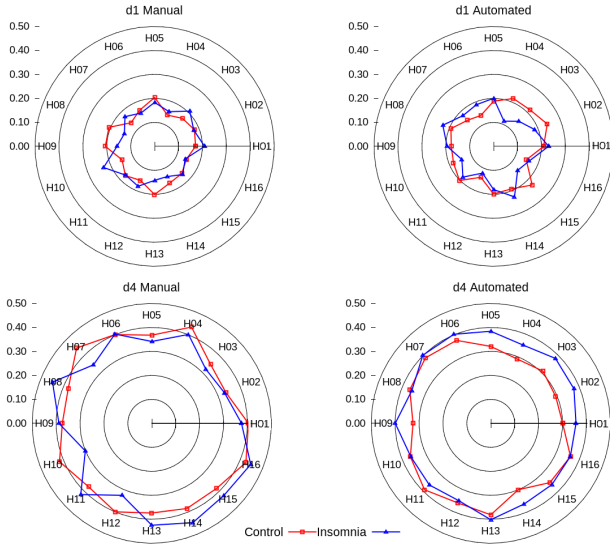 d1 Manual
0.50
0.40
0.30
0.20
0.10
0.00
H01
H02
H03
H04
H05
H06
H07
H08
H09
H10
H11
H12
H13
H14
H15
H16
d1 Automated
0.50
0.40
0.30
0.20
0.10
0.00
H01
H02
H03
H04
H05
H06
H07
H08
H09
H10
H11
H12
H13
H14
H15
H16
d4 Manual
0.50
0.40
0.30
0.20
0.10
0.00
H01
H02
H03
H04
H05
H06
H07
H08
H09
H10
H11
H12
H13
H14
H15
H16
d4 Automated
0.50
0.40
0.30
0.20
0.10
0.00
H01
H02
H03
H04
H05
H06
H07
H08
H09
H10
H11
H12
H13
H14
H15
H16
Control Insomnia